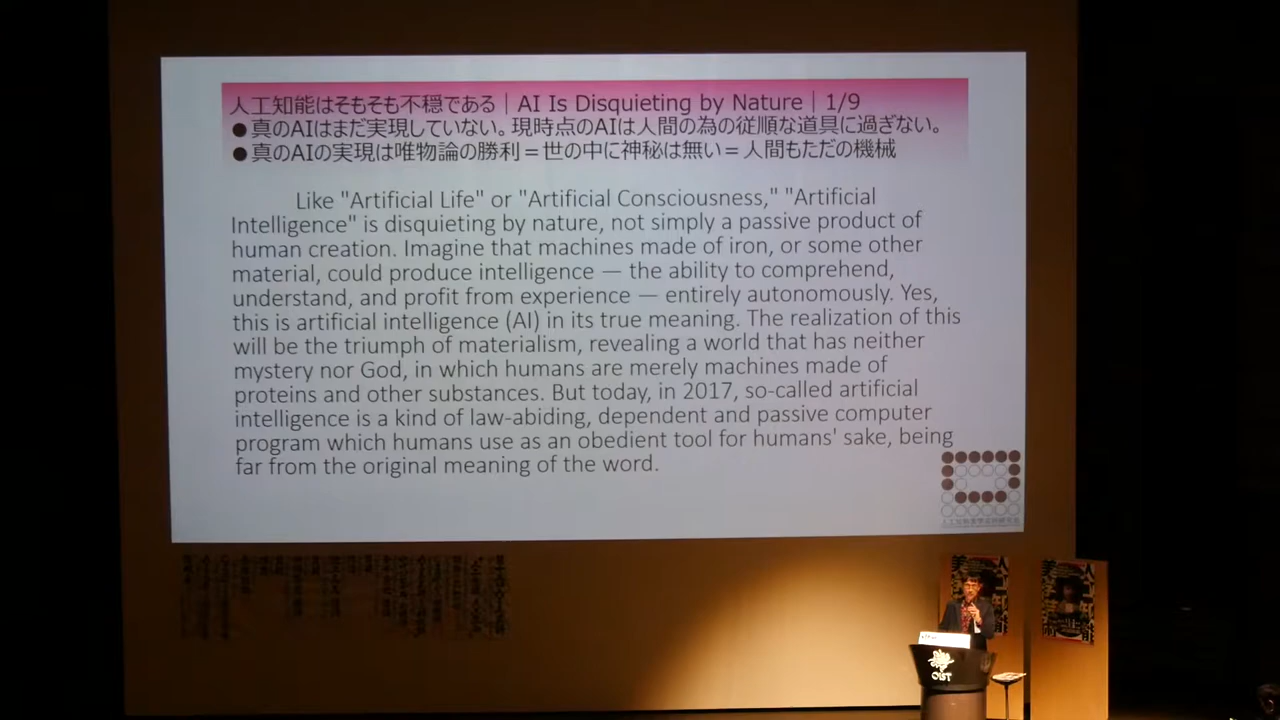 人工知能はそもそも不穏である｜AI Is Disquieting by Nature｜1/9
●真のAIはまだ実現していない。現時点のAIは人間の為の従順な道具に過ぎない。
●真のAIの実現は唯物論の勝利＝世の中に神秘は無い＝人間もただの機械
Like "Artificial Life" or "Artificial Consciousness," "Artificial
Intelligence" is disquieting by nature, not simply a passive product of
human creation. Imagine that machines made of iron, or some other
material, could produce intelligence — the ability to comprehend,
understand, and profit from experience — entirely autonomously. Yes,
this is artificial intelligence (AI) in its true meaning. The realization of this
will be the triumph of materialism, revealing a world that has neither
mystery nor God, in which humans are merely machines made of
proteins and other substances. But today, in 2017, so-called artificial
intelligence is a kind of law-abiding, dependent and passive computer
program which humans use as an obedient tool for humans' sake, being
far from the original meaning of the word.
人工知能
美学芸術
OIST